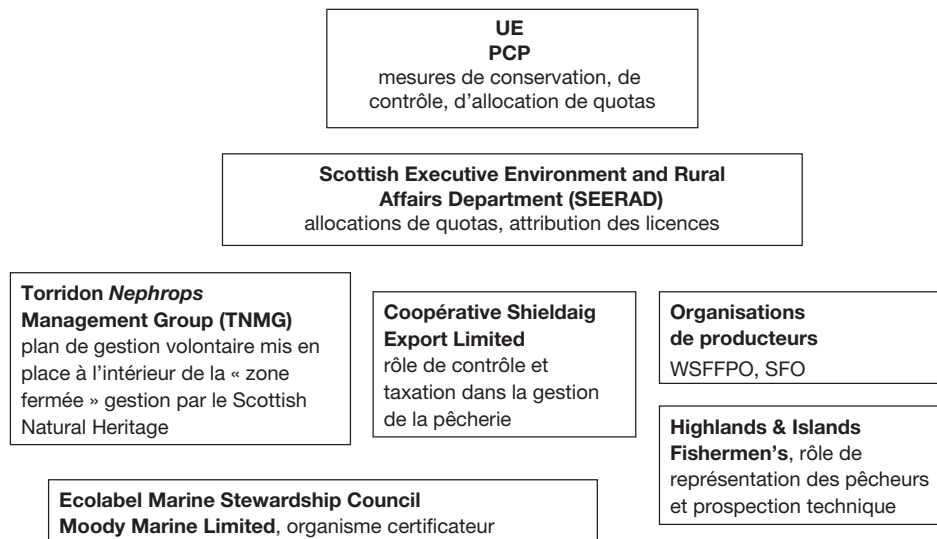 UE
PCP
mesures de conservation, de
contrôle, d’allocation de quotas
Scottish Executive Environment and Rural
Affairs Department (SEERAD)
allocations de quotas, attribution des licences
Torridon Nephrops
Management Group (TNMG)
plan de gestion volontaire mis en
place à l’intérieur de la « zone
fermée » gestion par le Scottish
Natural Heritage
Coopérative Shieldaig
Export Limited
rôle de contrôle et
taxation dans la gestion
de la pêcherie
Organisations
de producteurs
WSFFPO, SFO
Highlands & Islands
Fishermen’s, rôle de
représentation des pêcheurs
et prospection technique
Ecolabel Marine Stewardship Council
Moody Marine Limited, organisme certificateur